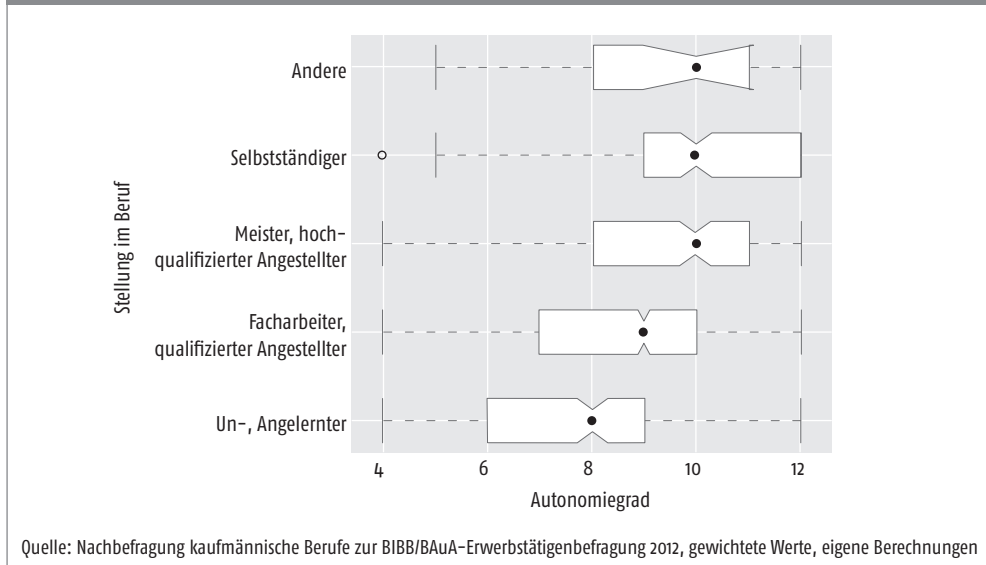 Stellung im Beruf
Andere
Selbstständiger
Meister, hoch-
qualifizierter Angestellter
Facharbeiter,
qualifizierter Angestellter
Un-, Angelernter
4 6 8 10 12
Autonomiegrad
Quelle: Nachbefragung kaufmännische Berufe zur BIBB/BAuA-Erwerbstätigenbefragung 2012, gewichtete Werte, eigene Berechnungen